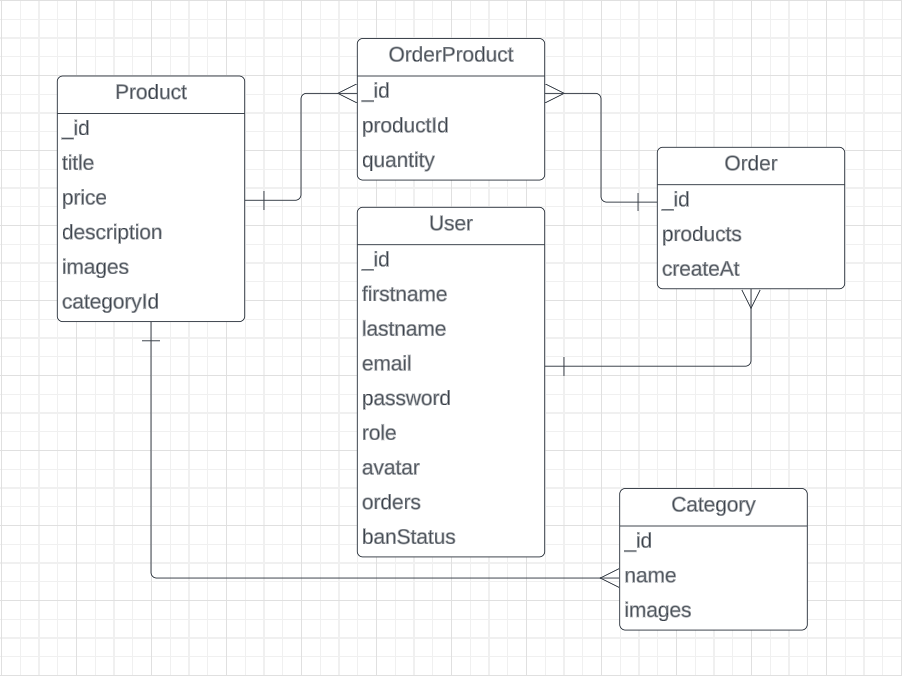 OrderProduct
_id
productId
quantity
Product
_id
title
price
description
images
categoryId
Order
_id
products
createAt
User
_id
firstname
lastname
email
password
role
avatar
orders
banStatus
Category
_id
name
images